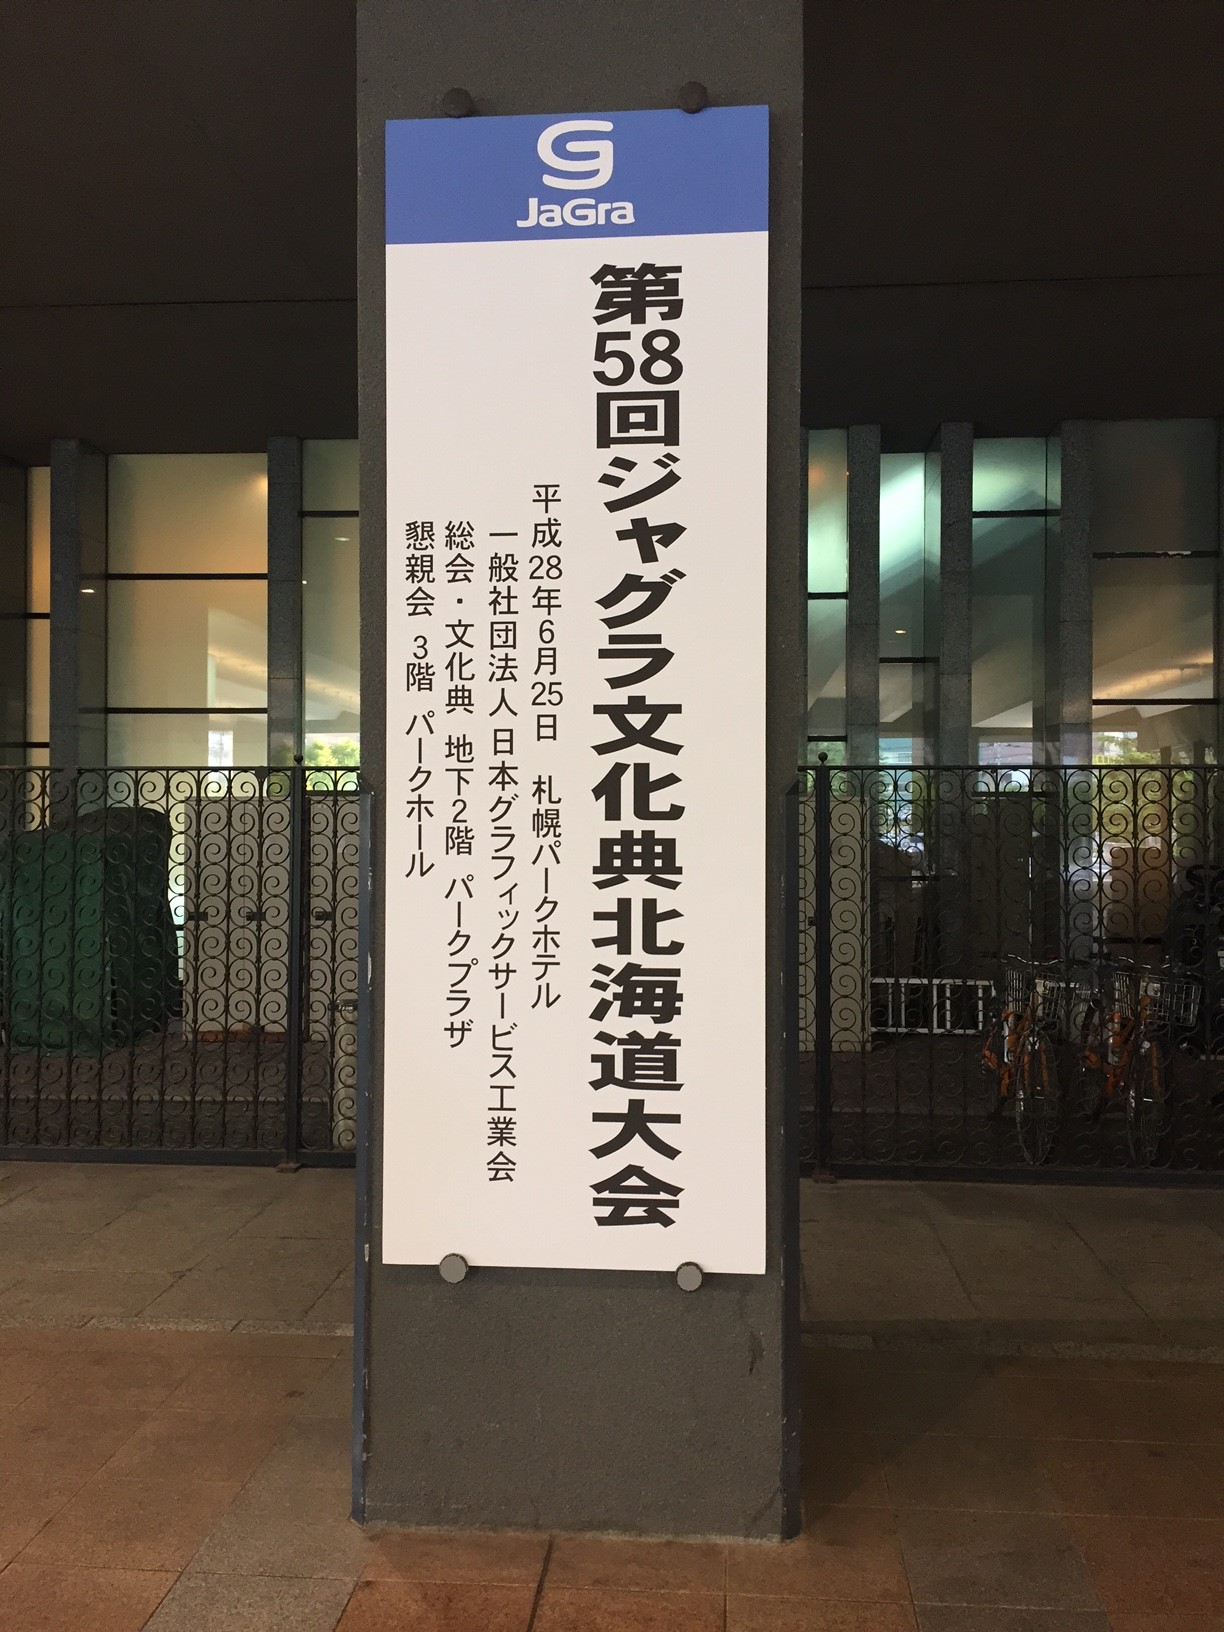 JaGra
第58回ジャグラ文化典北海道大会
平成28年6月25日 札幌パークホテル
一般社団法人 日本グラフィックサービス工業会
総会・文化典 地下2階 パークプラザ
懇親会 3階 パークホール